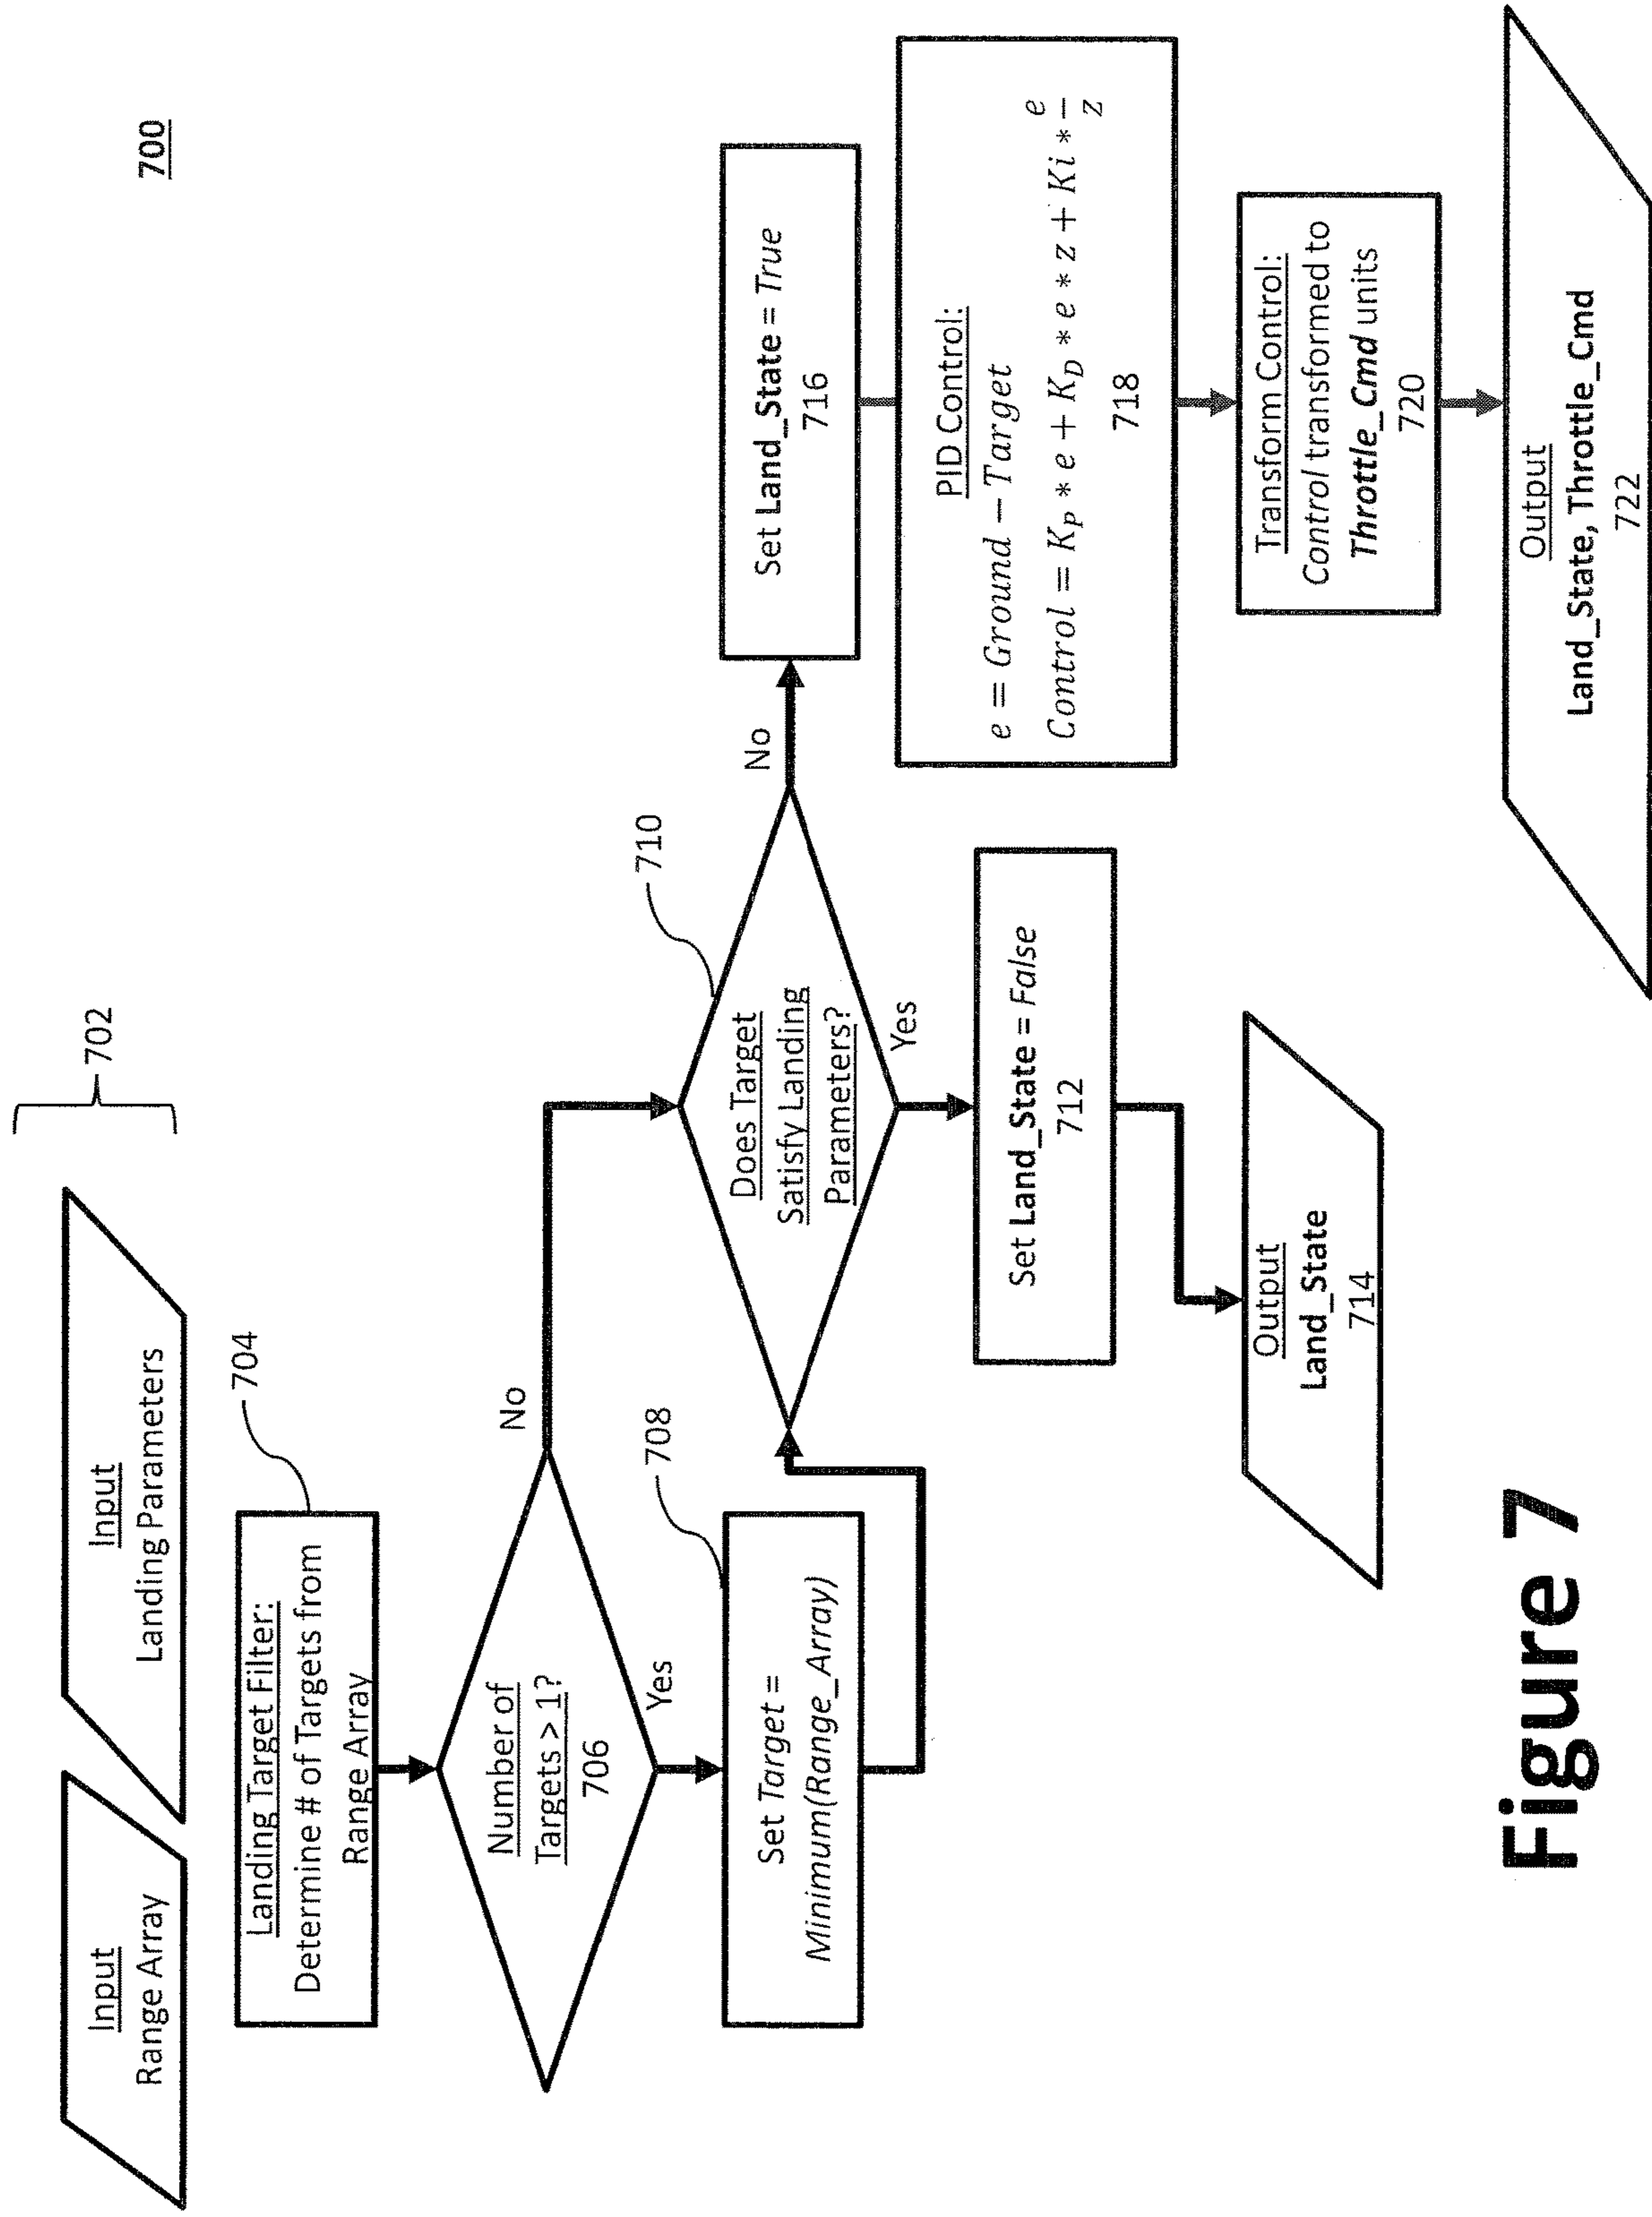 700
702
Input
Range Array
Input
Landing Parameters
704
Landing Target Filter:
Determine # of Targets from
Range Array
Number of
Targets > 1?
706
No
Yes
708
Set Target =
Minimum(Range_Array)
710
Does Target
Satisfy Landing
Parameters?
No
Yes
Set Land_State = False
712
Output
Land_State
714
Set Land_State = True
716
PID Control:
e = Ground − Target
Control = K_P * e + K_D * e * z + Ki * e/z
718
Transform Control:
Control transformed to
Throttle_Cmd units
720
Output
Land_State, Throttle_Cmd
722
Figure 7